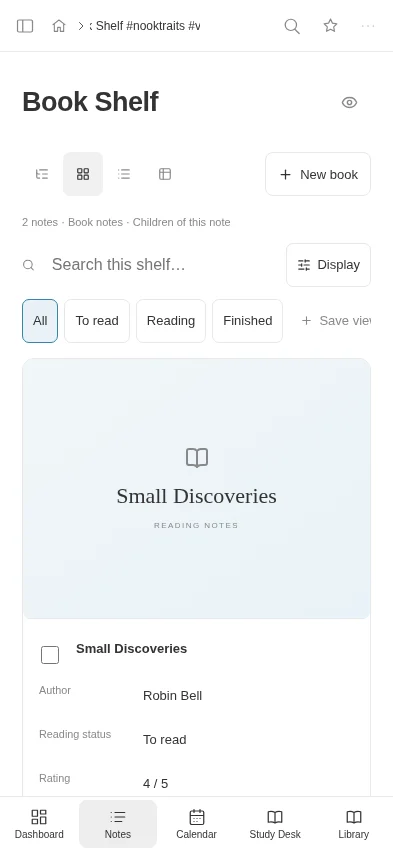 Shelf #nooktraits #v
Book Shelf
New book
2 notes · Book notes · Children of this note
Search this shelf…
Display
All
To read
Reading
Finished
Save view
Small Discoveries
READING NOTES
Small Discoveries
Author
Robin Bell
Reading status
To read
Rating
4 / 5
Dashboard
Notes
Calendar
Study Desk
Library